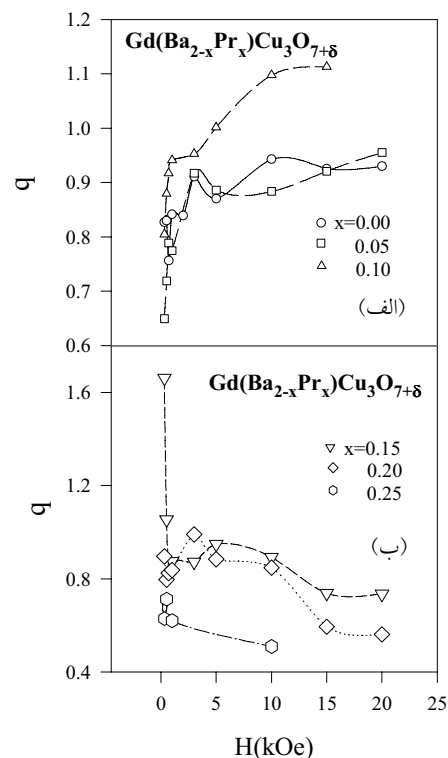 Gd(Ba2-xPrx)Cu3O7+δ
1.2
1.1
1.0
0.9
0.8
0.7
0.6
q
x=0.00
0.05
0.10
(الف)
Gd(Ba2-xPrx)Cu3O7+δ
1.6
1.2
0.8
0.4
q
x=0.15
0.20
0.25
(ب)
0 5 10 15 20 25
H(kOe)